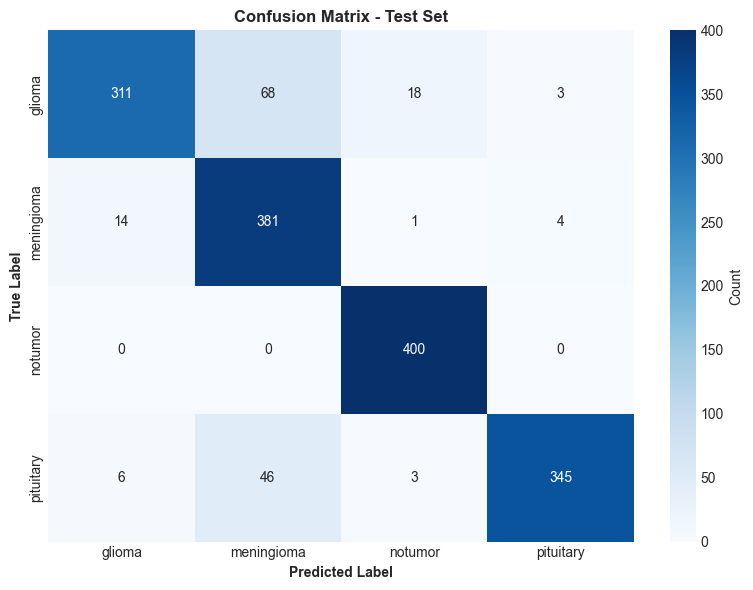 Confusion Matrix - Test Set
True Label
glioma
311 68 18 3
meningioma
14 381 1 4
notumor
0 0 400 0
pituitary
6 46 3 345
glioma meningioma notumor pituitary
Predicted Label
400
350
300
250
200
150
100
50
0
Count